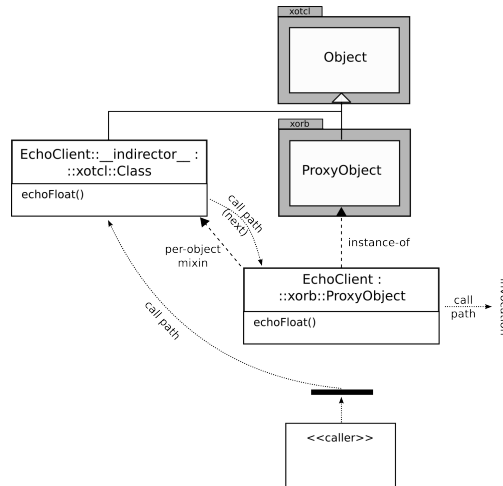 xotcl
Object
xorb
ProxyObject
EchoClient::__indirector__ :
::xotcl::Class
echoFloat()
call path
(next)
per-object
mixin
instance-of
EchoClient :
::xorb::ProxyObject
echoFloat()
call
path
call path
<<caller>>